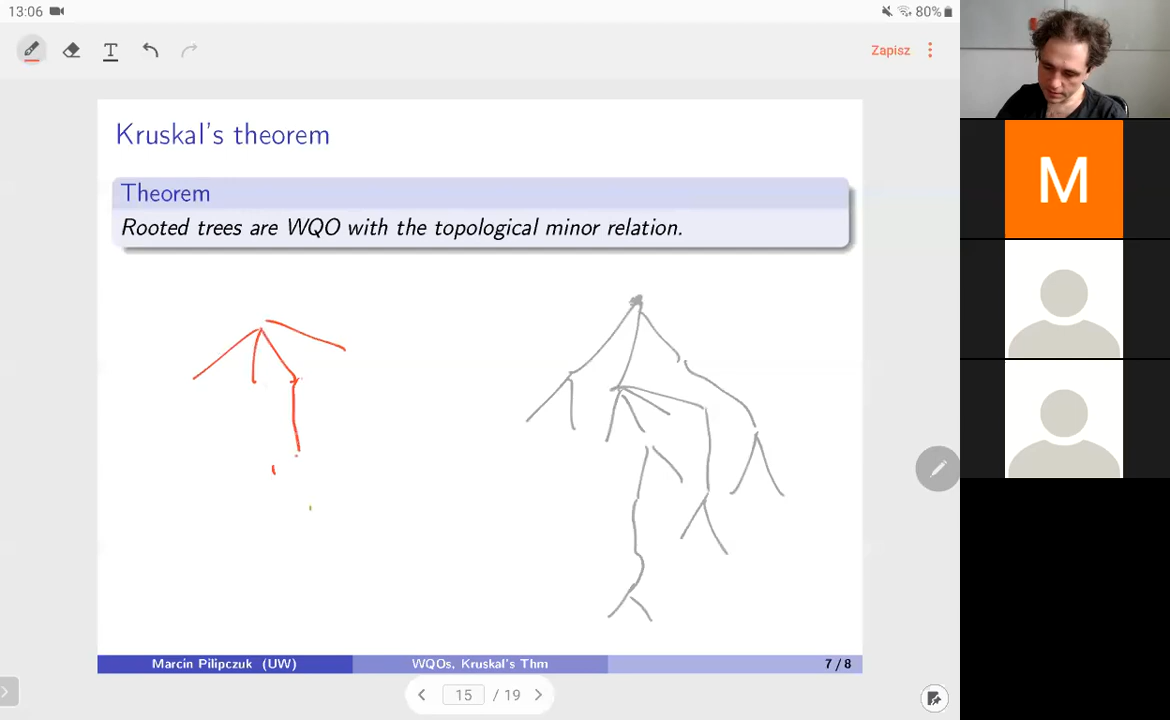 13:06
80%
T
Zapisz
Kruskal's theorem
Theorem
Rooted trees are WQO with the topological minor relation.
M
Marcin Pilipczuk (UW)
WQOs, Kruskal's Thm
7 / 8
15 / 19